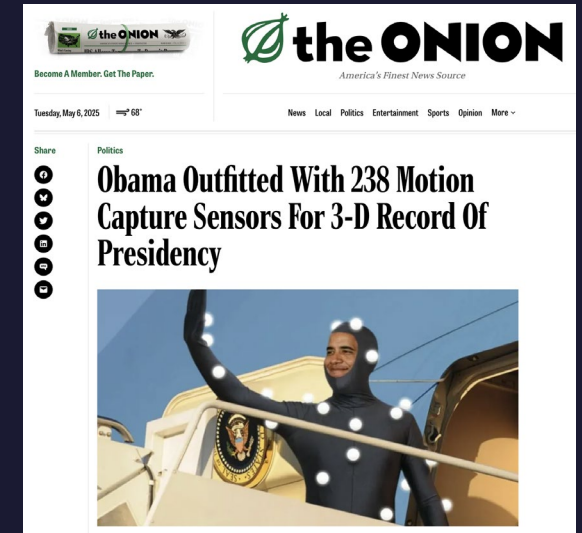 the ONION
the ONION
America's Finest News Source
Become A Member. Get The Paper.
Tuesday, May 6, 2025
68°
News Local Politics Entertainment Sports Opinion More
Share
Politics
Obama Outfitted With 238 Motion
Capture Sensors For 3-D Record Of
Presidency